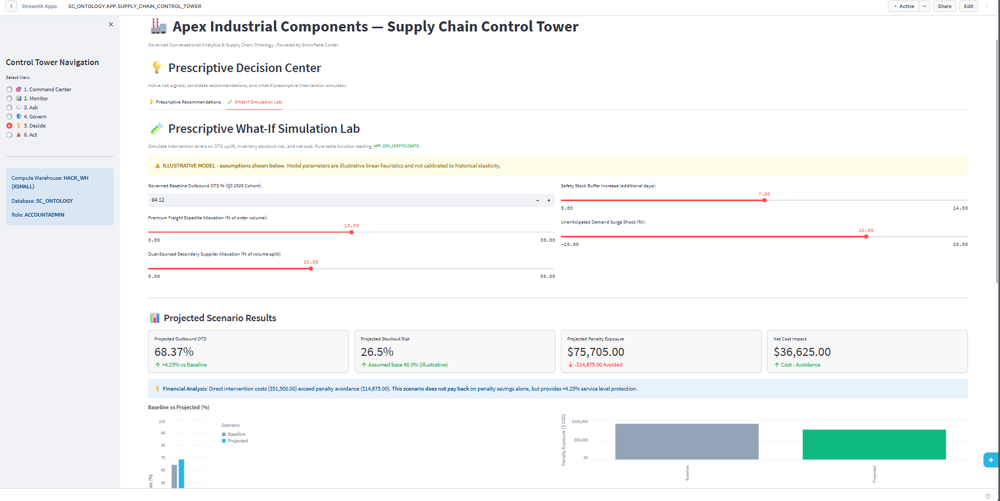 Streamlit Apps
SC_ONTOLOGY.APP.SUPPLY_CHAIN_CONTROL_TOWER
Active
Share
Edit
Control Tower Navigation
Select View:
1. Command Center
2. Monitor
3. Ask
4. Govern
5. Decide
6. Act
Compute Warehouse: HACK_WH
(XSMALL)
Database: SC_ONTOLOGY
Role: ACCOUNTADMIN
Apex Industrial Components — Supply Chain Control Tower
Governed Conversational Analytics & Supply Chain Ontology | Powered by Snowflake Cortex
Prescriptive Decision Center
Active risk signals, candidate recommendations, and what-if prescriptive intervention simulator.
Prescriptive Recommendations
What-If Simulation Lab
Prescriptive What-If Simulation Lab
Simulate intervention levers on OTD uplift, inventory stockout risk, and net cost. Pure table function reading APP.SIM_COEFFICIENTS .
ILLUSTRATIVE MODEL - assumptions shown below. Model parameters are illustrative linear heuristics and not calibrated to historical elasticity.
Governed Baseline Outbound OTD % (Q3 2026 Cohort):
64.12
Premium Freight Expedite Allocation (% of order volume):
15.00
0.00
30.00
Dual-Sourced Secondary Supplier Allocation (% of volume split):
20.00
0.00
50.00
Safety Stock Buffer Increase (additional days):
7.00
0.00
14.00
Unanticipated Demand Surge Shock (%):
10.00
-20.00
20.00
Projected Scenario Results
Projected Outbound OTD
68.37%
↑ +4.25% vs Baseline
Projected Stockout Risk
26.5%
↑ Assumed base 40.0% (illustrative)
Projected Penalty Exposure
$75,705.00
↓ -$14,875.00 Avoided
Net Cost Impact
$36,625.00
↑ Cost - Avoidance
Financial Analysis: Direct intervention costs ($51,500.00) exceed penalty avoidance ($14,875.00). This scenario does not pay back on penalty savings alone, but provides +4.25% service level protection.
Baseline vs Projected (%)
100
90
80
70
60
50
Scenario
Baseline
Projected
Penalty Exposure ($ USD)
$100,000
$50,000
$0
Baseline
Projected